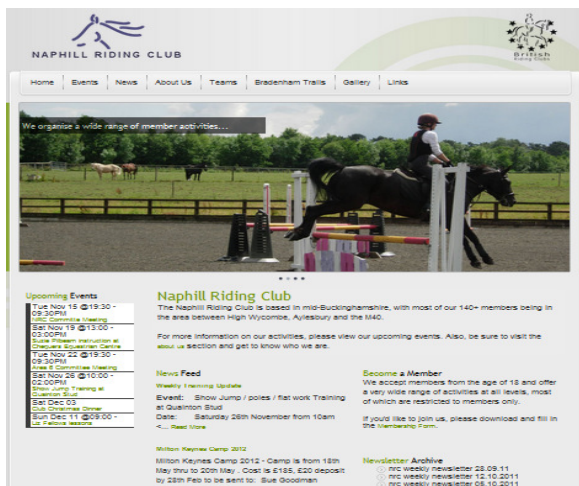 NAPHILL RIDING CLUB
British
Riding Clubs
Home Events News About Us Teams Bradenham Trails Gallery Links
We organise a wide range of member activities...
Upcoming Events
Tue Nov 15 @19:30 -
09:30PM
NRC Committe Meeting
Sat Nov 19 @13:00 -
03:00PM
Susie Pitbeam instruction at
Chequers Equestrian Centre
Tue Nov 22 @19:30 -
09:30PM
Area 6 Committee Meeting
Sat Nov 26 @10:00 -
02:00PM
Show Jump Training at
Quainton Stud
Sat Dec 03
Club Christmas Dinner
Sun Dec 11 @09:00 -
Liz Fellows lessons
Naphill Riding Club
The Naphill Riding Club is based in mid-Buckinghamshire, with most of our 140+ members being in
the area between High Wycombe, Aylesbury and the M40.
For more information on our activities, please view our upcoming events. Also, be sure to visit the
about us section and get to know who we are.
News Feed
Weekly Training Update
Event: Show Jump / poles / flat work Training
at Quainton Stud
Date: Saturday 26th November from 10am
<... Read More
Milton Keynes Camp 2012
Milton Keynes Camp 2012 - Camp is from 18th
May thru to 20th May . Cost is £185, £20 deposit
by 28th Feb to be sent to: Sue Goodman
Become a Member
We accept members from the age of 18 and offer
a very wide range of activities at all levels, most
of which are restricted to members only.
If you'd like to join us, please download and fill in
the Membership Form.
Newsletter Archive
nrc weekly newsletter 28.09.11
nrc weekly newsletter 12.10.2011
nrc weekly newsletter 05.10.2011